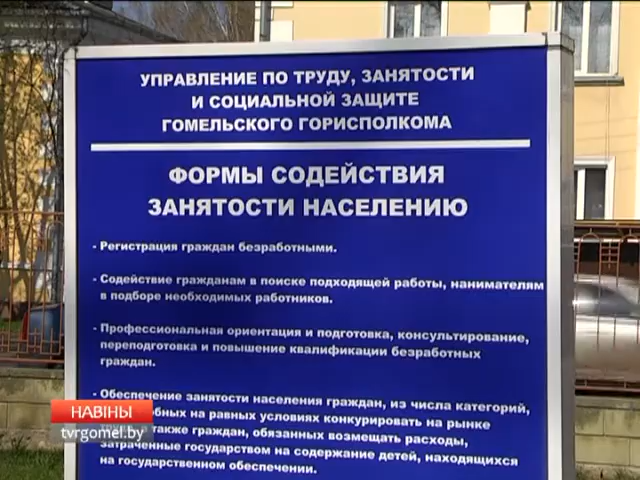 УПРАВЛЕНИЕ ПО ТРУДУ, ЗАНЯТОСТИ
И СОЦИАЛЬНОЙ ЗАЩИТЕ
ГОМЕЛЬСКОГО ГОРИСПОЛКОМА
ФОРМЫ СОДЕЙСТВИЯ
ЗАНЯТОСТИ НАСЕЛЕНИЮ
- Регистрация граждан безработными.
- Содействие гражданам в поиске подходящей работы, нанимателям
в подборе необходимых работников.
- Профессиональная ориентация и подготовка, консультирование,
переподготовка и повышение квалификации безработных
граждан.
- Обеспечение занятости населения граждан, из числа категорий,
на равных условиях конкурировать на рынке
также граждан, обязанных возмещать расходы,
затраченные государством на содержание детей, находящихся
на государственном обеспечении.
НАВІНЫ
tvrgomel.by